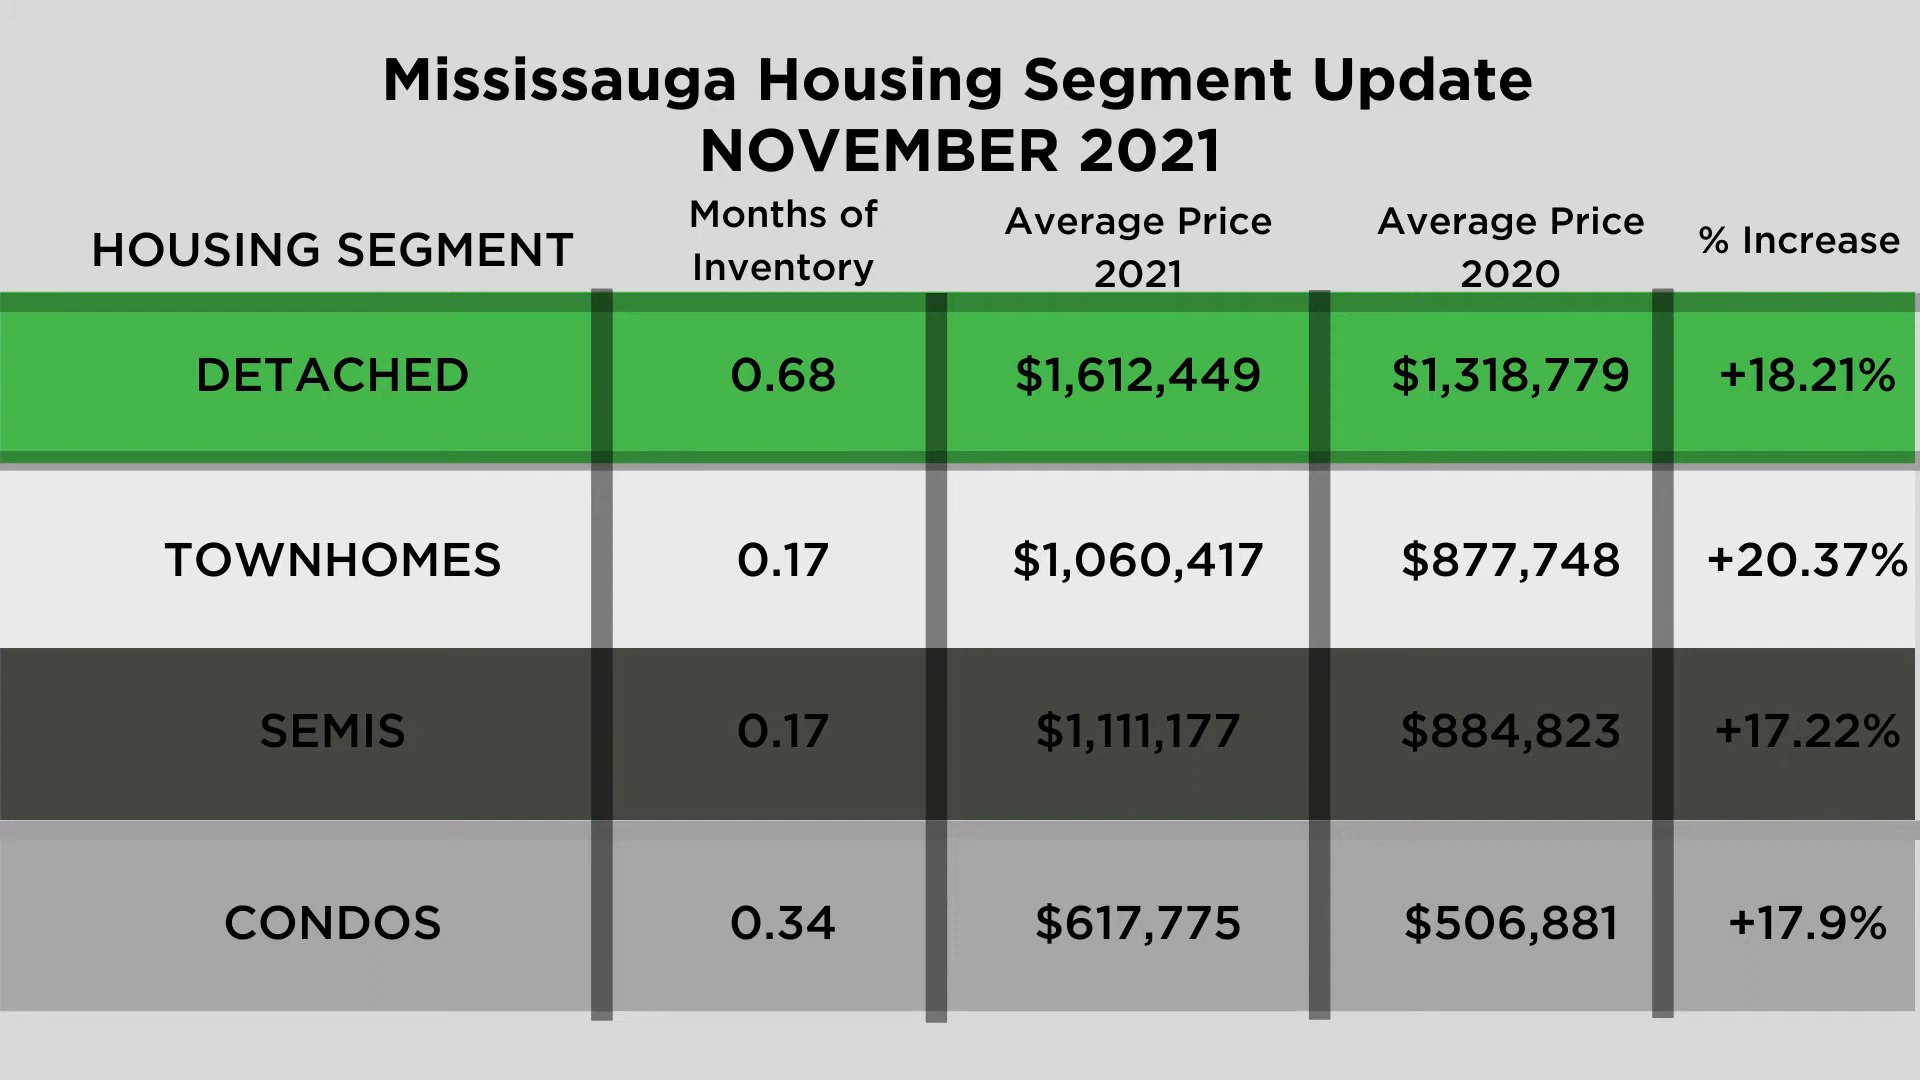 Mississauga Housing Segment Update
NOVEMBER 2021
HOUSING SEGMENT Months of Inventory Average Price 2021 Average Price 2020 % Increase
DETACHED 0.68 $1,612,449 $1,318,779 +18.21%
TOWNHOMES 0.17 $1,060,417 $877,748 +20.37%
SEMIS 0.17 $1,111,177 $884,823 +17.22%
CONDOS 0.34 $617,775 $506,881 +17.9%